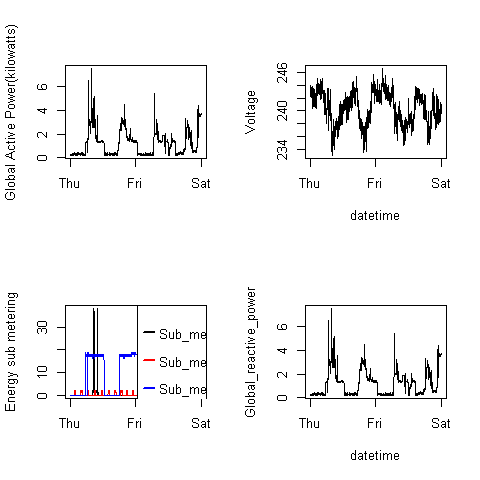 Global Active Power(kilowatts)
6
4
2
0
Thu
Fri
Sat
Voltage
246
240
234
Thu
Fri
Sat
datetime
Energy sub metering
30
10
0
Sub_me
Sub_me
Sub_me
Thu
Fri
Sat
Global_reactive_power
6
4
2
0
Thu
Fri
Sat
datetime